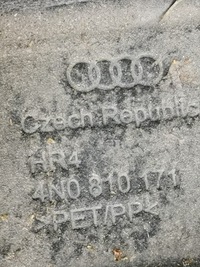 Czech Republic
HR4
4N0 810 171
>PET/PP<